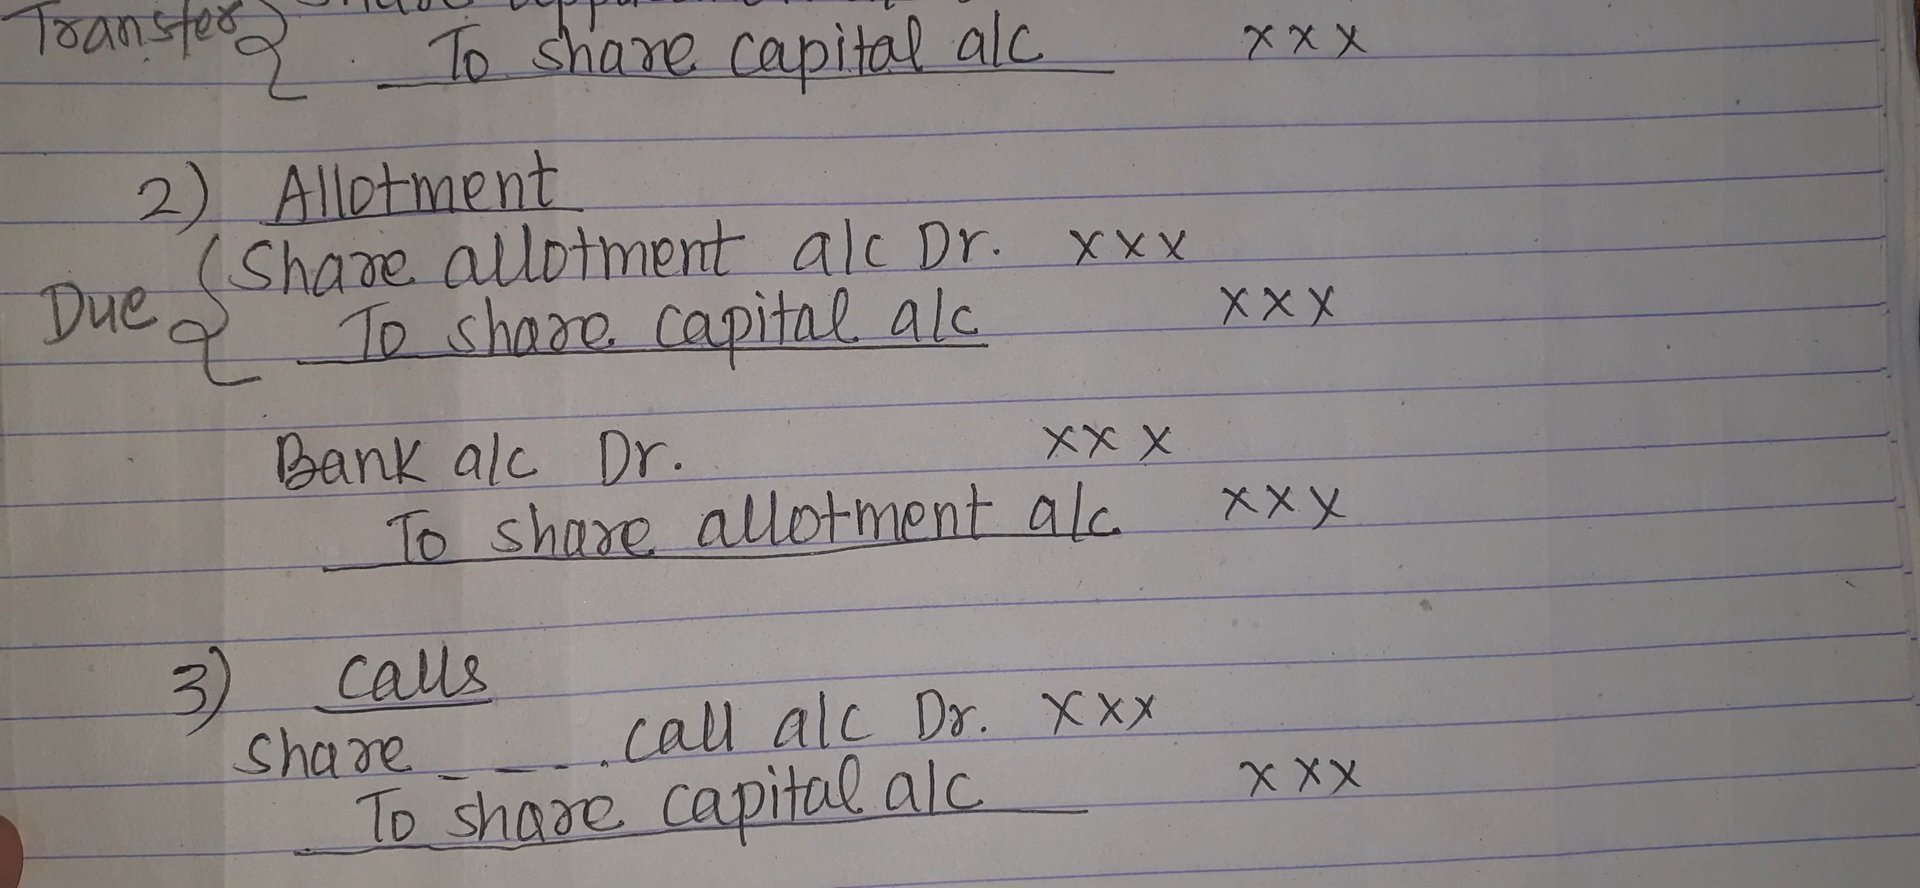 Transfer
To share capital a/c xxx
2) Allotment
Share allotment a/c Dr. xxx
Due
To share capital a/c xxx
Bank a/c Dr. xxx
To share allotment a/c xxx
3) calls
share _ _ _ . . call a/c Dr. xxx
To share capital a/c xxx